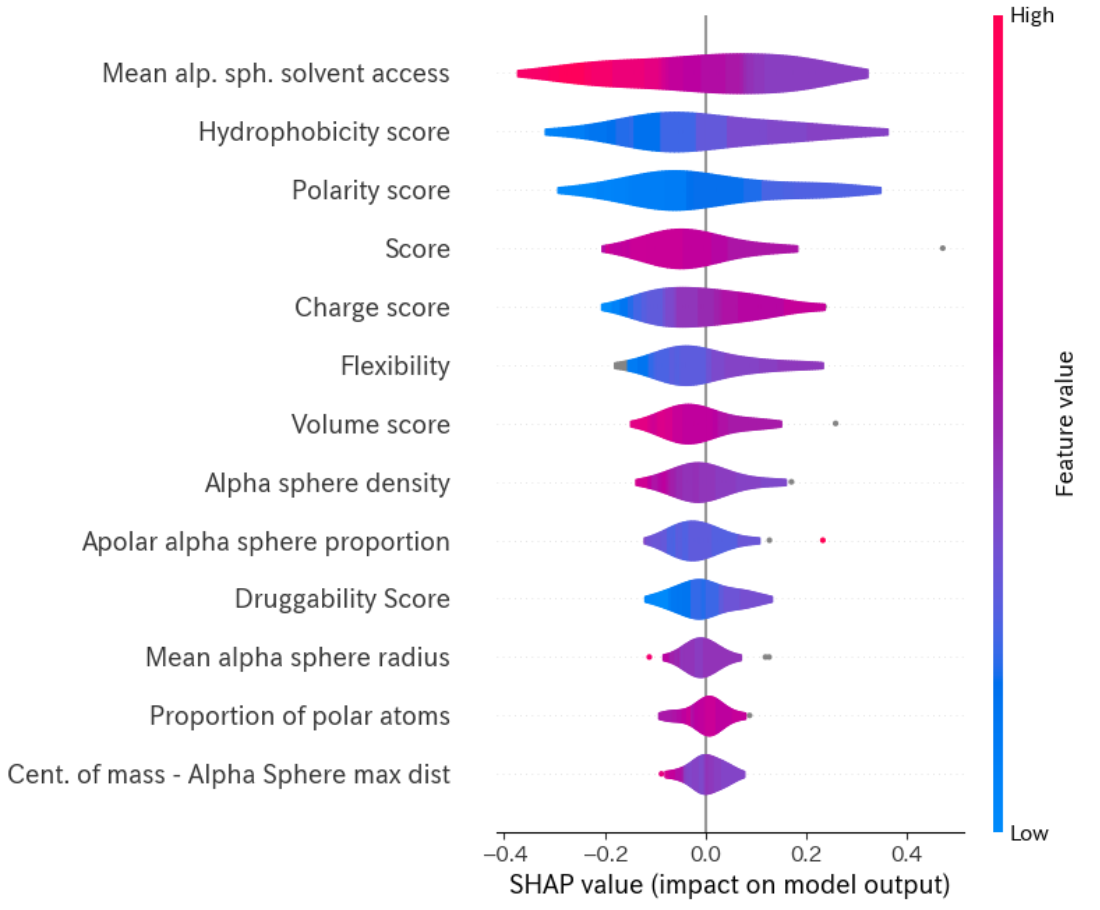 High
Mean alp. sph. solvent access
Hydrophobicity score
Polarity score
Score
Charge score
Flexibility
Volume score
Alpha sphere density
Apolar alpha sphere proportion
Druggability Score
Mean alpha sphere radius
Proportion of polar atoms
Cent. of mass - Alpha Sphere max dist
Feature value
Low
−0.4 −0.2 0.0 0.2 0.4
SHAP value (impact on model output)